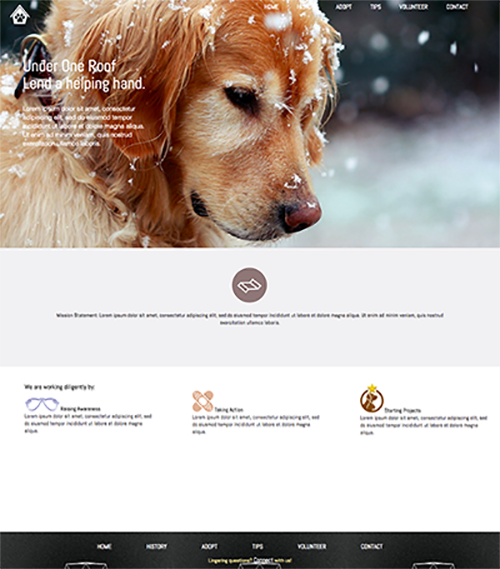 HOME HISTORY ADOPT TIPS VOLUNTEER CONTACT
Under One Roof
Lend a helping hand.
Lorem ipsum dolor sit amet, consectetur
adipiscing elit, sed do eiusmod tempor
incididunt ut labore et dolore magna aliqua.
Ut enim ad minim veniam, quis nostrud
exercitation ullamco laboris.
Mission Statement. Lorem ipsum dolor sit amet, consectetur adipiscing elit, sed do eiusmod tempor incididunt ut labore et dolore magna aliqua. Ut enim ad minim veniam, quis nostrud
exercitation ullamco laboris.
We are working diligently by:
Raising Awareness
Lorem ipsum dolor sit amet, consectetur adipiscing elit, sed
do eiusmod tempor incididunt ut labore et dolore magna
aliqua.
Taking Action
Lorem ipsum dolor sit amet, consectetur adipiscing elit, sed
do eiusmod tempor incididunt ut labore et dolore magna
aliqua.
Starting Projects
Lorem ipsum dolor sit amet, consectetur adipiscing elit, sed
do eiusmod tempor incididunt ut labore et dolore magna
aliqua.
HOME HISTORY ADOPT TIPS VOLUNTEER CONTACT
Lingering questions? Connect with us!